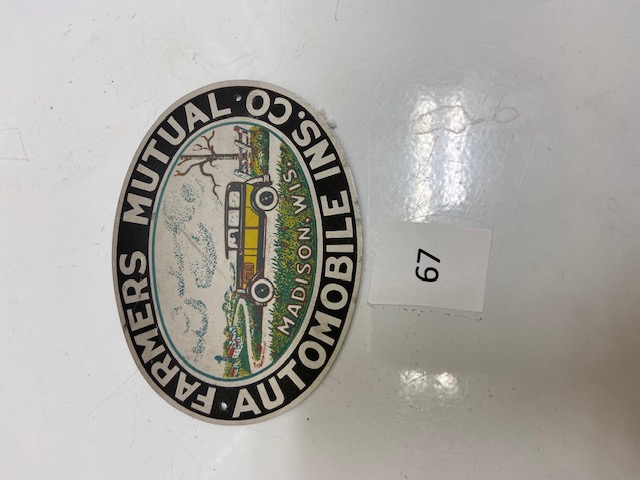 FARMERS MUTUAL
AUTOMOBILE INS. CO.
MADISON, WIS.
67